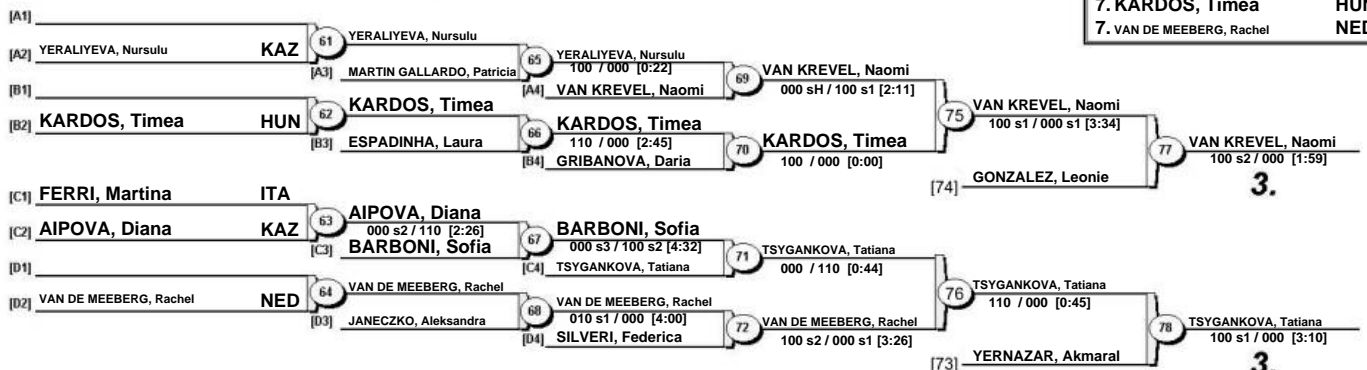 7. KARDOS, Timea HUN
7. VAN DE MEEBERG, Rachel NED
[A1]
[A2] YERALIYEVA, Nursulu KAZ
61 YERALIYEVA, Nursulu
[A3] MARTIN GALLARDO, Patricia
65 YERALIYEVA, Nursulu
100 / 000 [0:22]
[A4] VAN KREVEL, Naomi
69 VAN KREVEL, Naomi
000 sH / 100 s1 [2:11]
[B1]
[B2] KARDOS, Timea HUN
62 KARDOS, Timea
[B3] ESPADINHA, Laura
66 KARDOS, Timea
110 / 000 [2:45]
[B4] GRIBANOVA, Daria
70 KARDOS, Timea
100 / 000 [0:00]
75 VAN KREVEL, Naomi
100 s1 / 000 s1 [3:34]
[74] GONZALEZ, Leonie
77 VAN KREVEL, Naomi
100 s2 / 000 [1:59]
3.
[C1] FERRI, Martina ITA
[C2] AIPOVA, Diana KAZ
63 AIPOVA, Diana
000 s2 / 110 [2:26]
[C3] BARBONI, Sofia
67 BARBONI, Sofia
000 s3 / 100 s2 [4:32]
[C4] TSYGANKOVA, Tatiana
71 TSYGANKOVA, Tatiana
000 / 110 [0:44]
[D1]
[D2] VAN DE MEEBERG, Rachel NED
64 VAN DE MEEBERG, Rachel
[D3] JANECZKO, Aleksandra
68 VAN DE MEEBERG, Rachel
010 s1 / 000 [4:00]
[D4] SILVERI, Federica
72 VAN DE MEEBERG, Rachel
100 s2 / 000 s1 [3:26]
76 TSYGANKOVA, Tatiana
110 / 000 [0:45]
[73] YERNAZAR, Akmaral
78 TSYGANKOVA, Tatiana
100 s1 / 000 [3:10]
3.